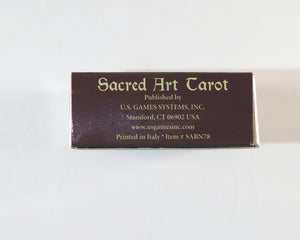 Sacred Art Tarot
Published by
U.S. GAMES SYSTEMS, INC.
Stamford, CT 06902 USA
www.usgamesinc.com
Printed in Italy • Item # SABN78